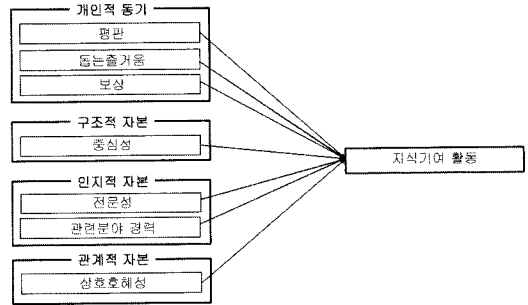 개인적 동기
평판
돕는즐거움
보상
구조적 자본
중심성
지식기여 활동
인지적 자본
전문성
관련분야 경력
관계적 자본
상호호혜성